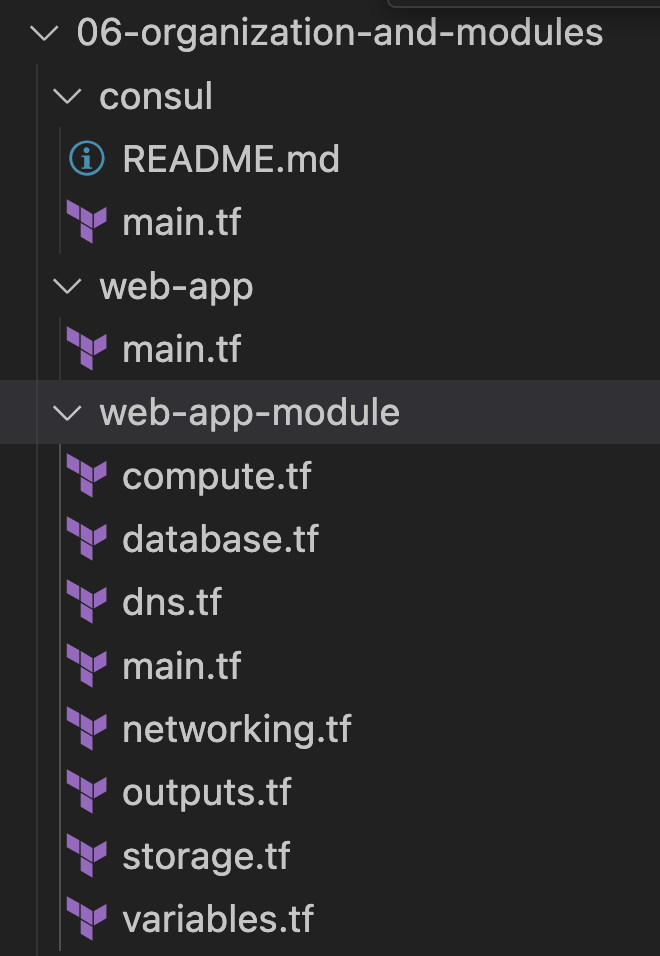 06-organization-and-modules
consul
README.md
main.tf
web-app
main.tf
web-app-module
compute.tf
database.tf
dns.tf
main.tf
networking.tf
outputs.tf
storage.tf
variables.tf